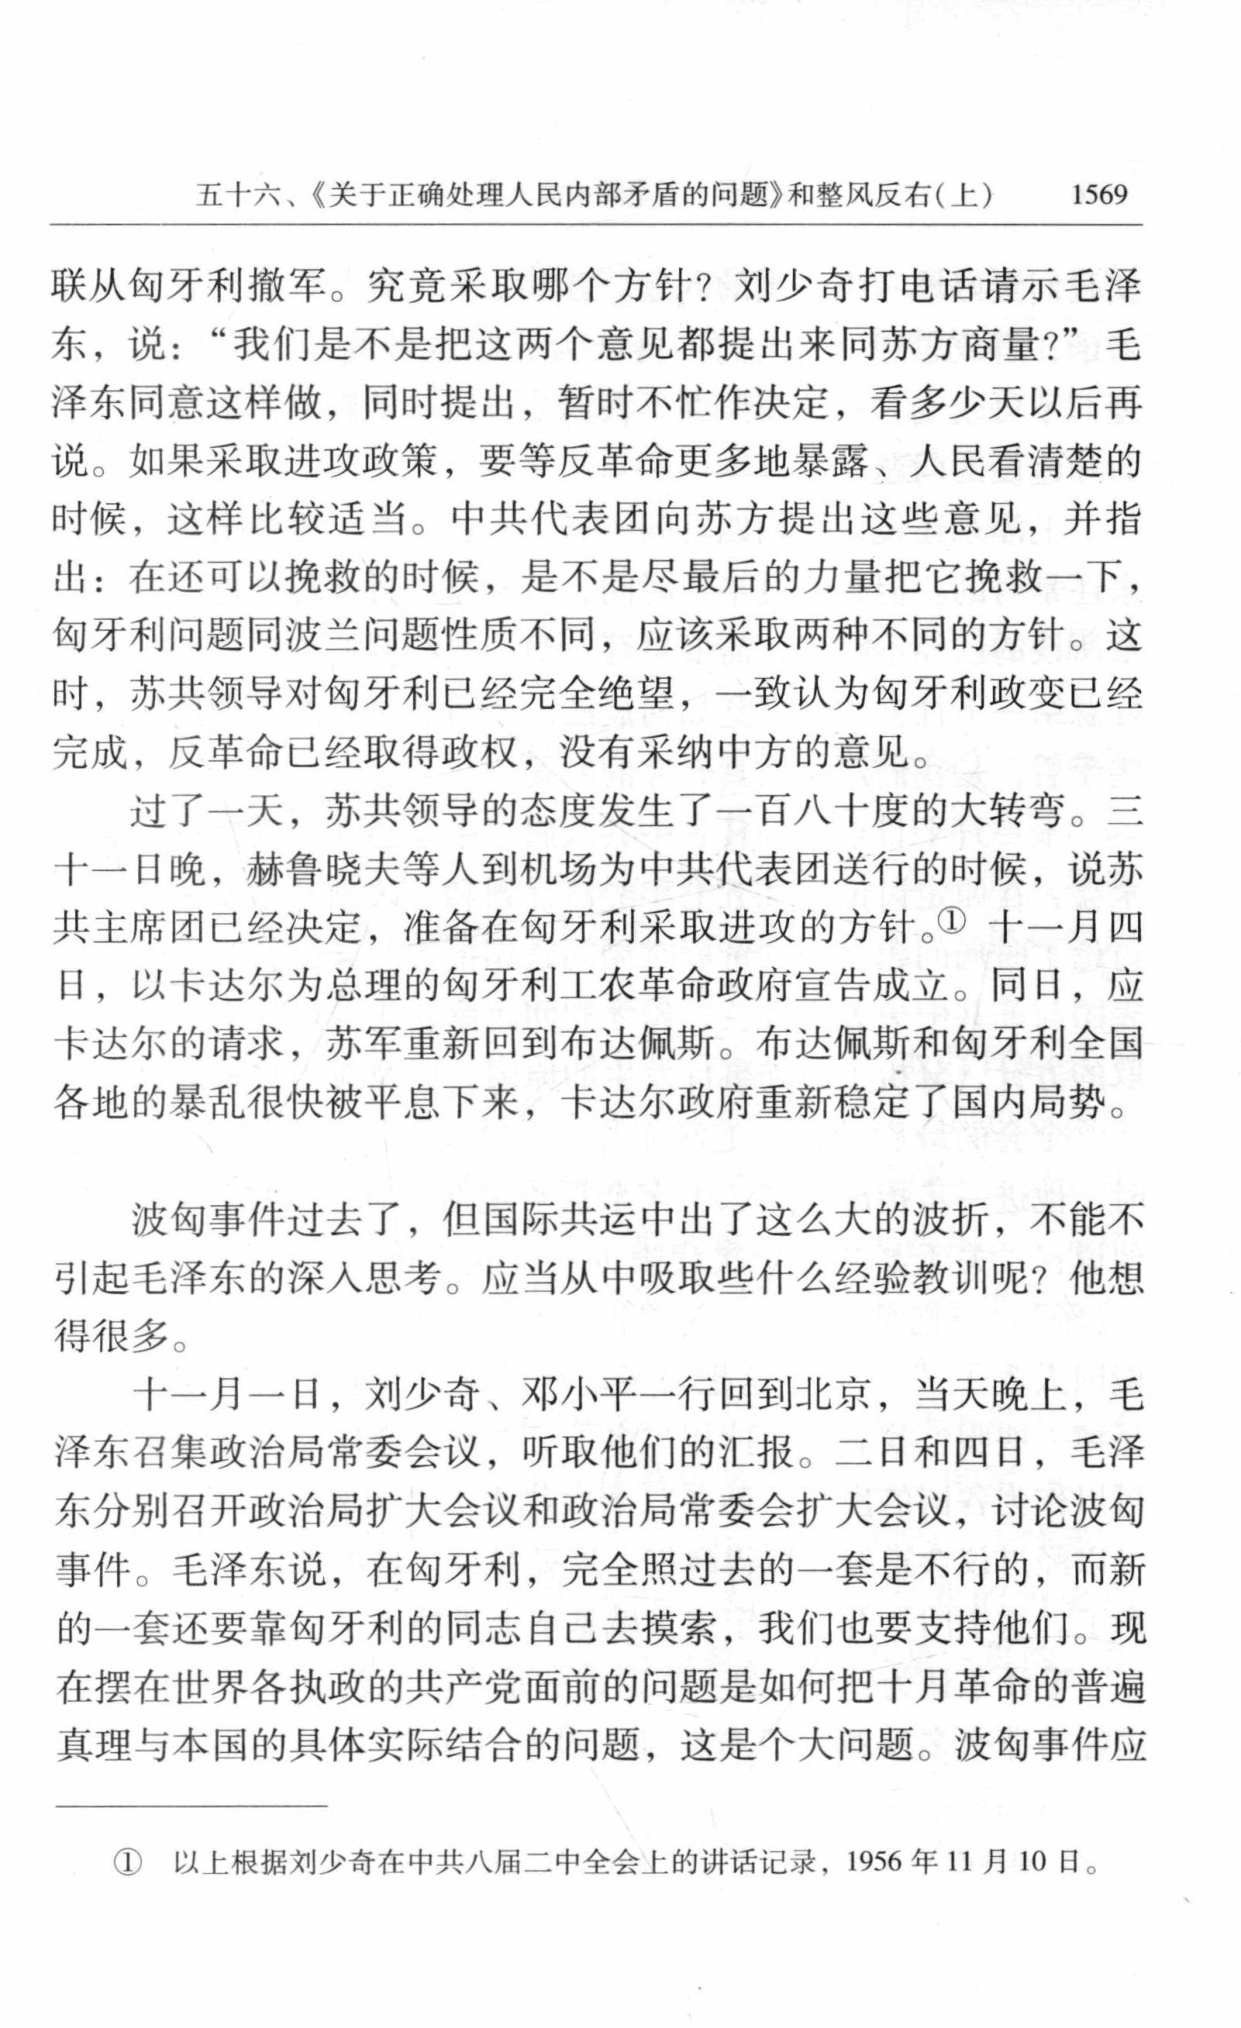 五十六、《关于正确处理人民内部矛盾的问题》和整风反右(上) 1569
联从匈牙利撤军。究竟采取哪个方针？刘少奇打电话请示毛泽
东，说：“我们是不是把这两个意见都提出来同苏方商量？”毛
泽东同意这样做，同时提出，暂时不忙作决定，看多少天以后再
说。如果采取进攻政策，要等反革命更多地暴露、人民看清楚的
时候，这样比较适当。中共代表团向苏方提出这些意见，并指
出：在还可以挽救的时候，是不是尽最后的力量把它挽救一下，
匈牙利问题同波兰问题性质不同，应该采取两种不同的方针。这
时，苏共领导对匈牙利已经完全绝望，一致认为匈牙利政变已经
完成，反革命已经取得政权，没有采纳中方的意见。
过了一天，苏共领导的态度发生了一百八十度的大转弯。三
十一日晚，赫鲁晓夫等人到机场为中共代表团送行的时候，说苏
共主席团已经决定，准备在匈牙利采取进攻的方针。① 十一月四
日，以卡达尔为总理的匈牙利工农革命政府宣告成立。同日，应
卡达尔的请求，苏军重新回到布达佩斯。布达佩斯和匈牙利全国
各地的暴乱很快被平息下来，卡达尔政府重新稳定了国内局势。
波匈事件过去了，但国际共运中出了这么大的波折，不能不
引起毛泽东的深入思考。应当从中吸取些什么经验教训呢？他想
得很多。
十一月一日，刘少奇、邓小平一行回到北京，当天晚上，毛
泽东召集政治局常委会议，听取他们的汇报。二日和四日，毛泽
东分别召开政治局扩大会议和政治局常委会扩大会议，讨论波匈
事件。毛泽东说，在匈牙利，完全照过去的一套是不行的，而新
的一套还要靠匈牙利的同志自己去摸索，我们也要支持他们。现
在摆在世界各执政的共产党面前的问题是如何把十月革命的普遍
真理与本国的具体实际结合的问题，这是个大问题。波匈事件应
① 以上根据刘少奇在中共八届二中全会上的讲话记录，1956 年 11 月 10 日。